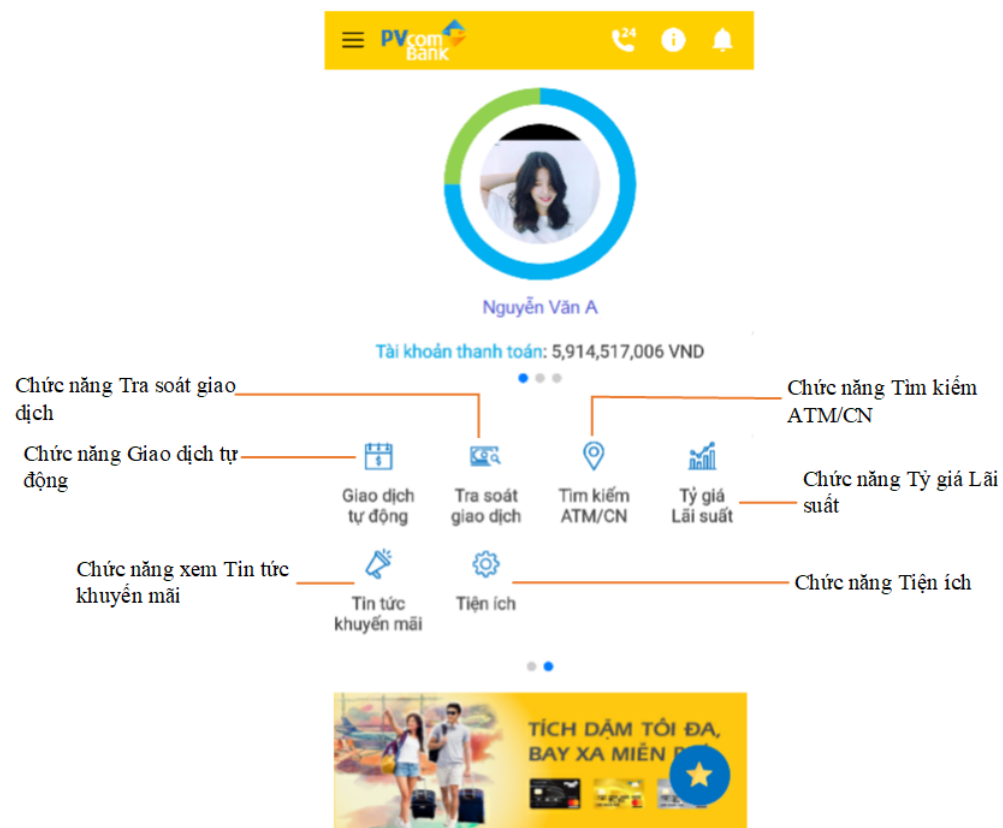 PVcom
Bank
24
Nguyễn Văn A
Tài khoản thanh toán: 5,914,517,006 VND
Chức năng Tra soát giao
dịch
Chức năng Tìm kiếm
ATM/CN
Chức năng Giao dịch tự
động
Chức năng Tỷ giá Lãi
suất
Giao dịch
tự động
Tra soát
giao dịch
Tìm kiếm
ATM/CN
Tỷ giá
Lãi suất
Chức năng xem Tin tức
khuyến mãi
Chức năng Tiện ích
Tin tức
khuyến mãi
Tiện ích
TÍCH DẶM TỐI ĐA,
BAY XA MIỄN